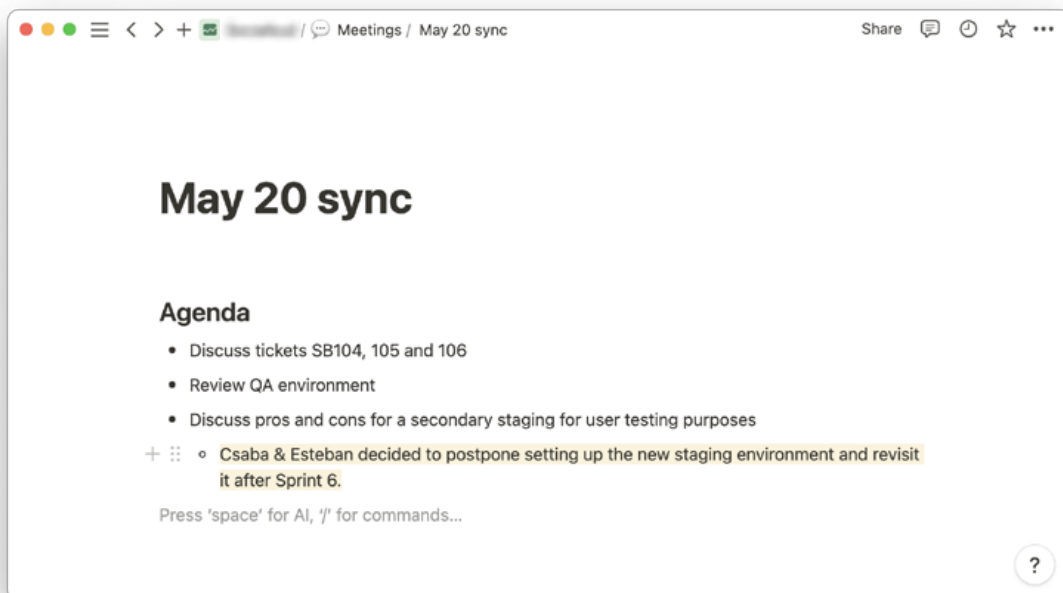 / Meetings / May 20 sync
Share
May 20 sync
Agenda
• Discuss tickets SB104, 105 and 106
• Review QA environment
• Discuss pros and cons for a secondary staging for user testing purposes
◦ Csaba & Esteban decided to postpone setting up the new staging environment and revisit
it after Sprint 6.
Press ‘space’ for AI, ‘/’ for commands...
?